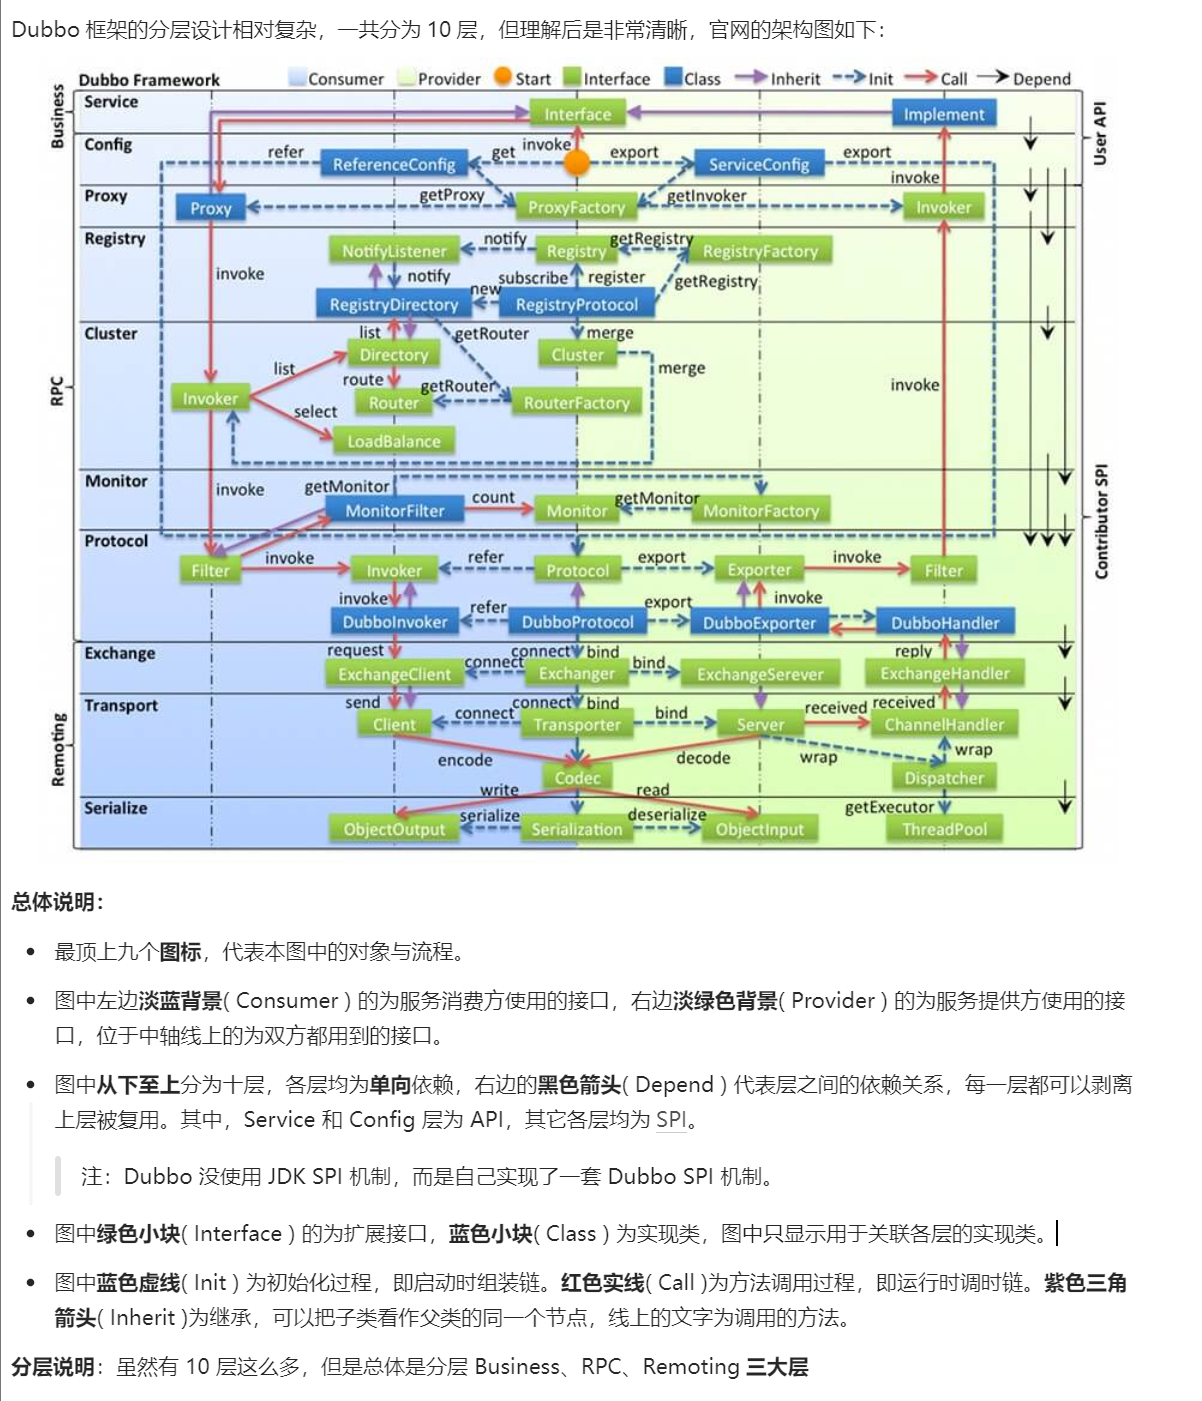 Dubbo 框架的分层设计相对复杂，一共分为 10 层，但理解后是非常清晰，官网的架构图如下：
Dubbo Framework Consumer Provider Start Interface Class Inherit Init Call Depend
Business
Service
Interface
Implement
User API
Config
refer
ReferenceConfig
get
invoke
export
ServiceConfig
export
invoke
Proxy
Proxy
getProxy
ProxyFactory
getInvoker
Invoker
Registry
NotifyListener
notify
Registry
getRegistry
RegistryFactory
invoke
notify
subscribe
register
getRegistry
RegistryDirectory
new
RegistryProtocol
RPC
Cluster
list
getRouter
merge
Directory
Cluster
list
merge
route
getRouter
invoke
Invoker
Router
RouterFactory
select
LoadBalance
Monitor
invoke
getMonitor
MonitorFilter
count
Monitor
getMonitor
MonitorFactory
Contributor SPI
Protocol
Filter
invoke
Invoker
refer
Protocol
export
Exporter
invoke
Filter
invoke
refer
export
invoke
DubboInvoker
DubboProtocol
DubboExporter
DubboHandler
Remoting
Exchange
request
connect
bind
reply
ExchangeClient
connect
Exchanger
bind
ExchangeSerever
ExchangeHandler
Transport
send
connect
bind
received
received
Client
connect
Transporter
bind
Server
ChannelHandler
encode
decode
wrap
wrap
Codec
Dispatcher
write
read
Serialize
serialize
deserialize
getExecutor
ObjectOutput
Serialization
ObjectInput
ThreadPool
总体说明：
最顶上九个图标，代表本图中的对象与流程。
图中左边淡蓝背景( Consumer ) 的为服务消费方使用的接口，右边淡绿色背景( Provider ) 的为服务提供方使用的接
口，位于中轴线上的为双方都用到的接口。
图中从下至上分为十层，各层均为单向依赖，右边的黑色箭头( Depend ) 代表层之间的依赖关系，每一层都可以剥离
上层被复用。其中，Service 和 Config 层为 API，其它各层均为 SPI。
注：Dubbo 没使用 JDK SPI 机制，而是自己实现了一套 Dubbo SPI 机制。
图中绿色小块( Interface ) 的为扩展接口，蓝色小块( Class ) 为实现类，图中只显示用于关联各层的实现类。
图中蓝色虚线( Init ) 为初始化过程，即启动时组装链。红色实线( Call )为方法调用过程，即运行时调时链。紫色三角
箭头( Inherit )为继承，可以把子类看作父类的同一个节点，线上的文字为调用的方法。
分层说明：虽然有 10 层这么多，但是总体是分层 Business、RPC、Remoting 三大层